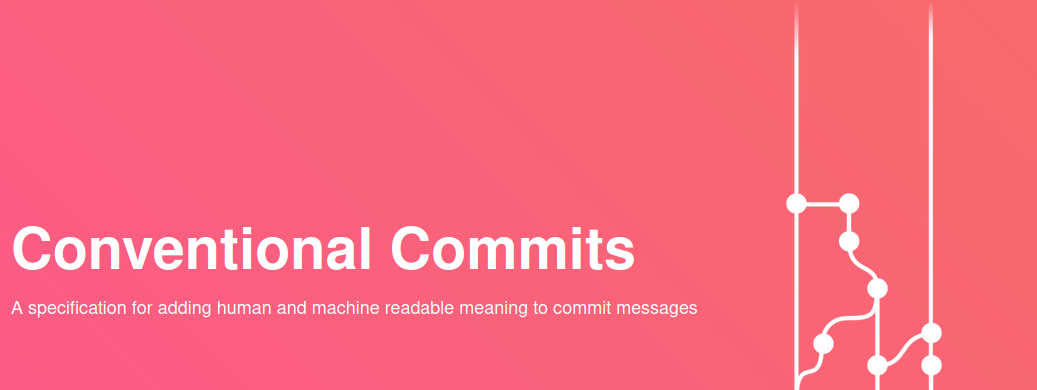 Conventional Commits
A specification for adding human and machine readable meaning to commit messages